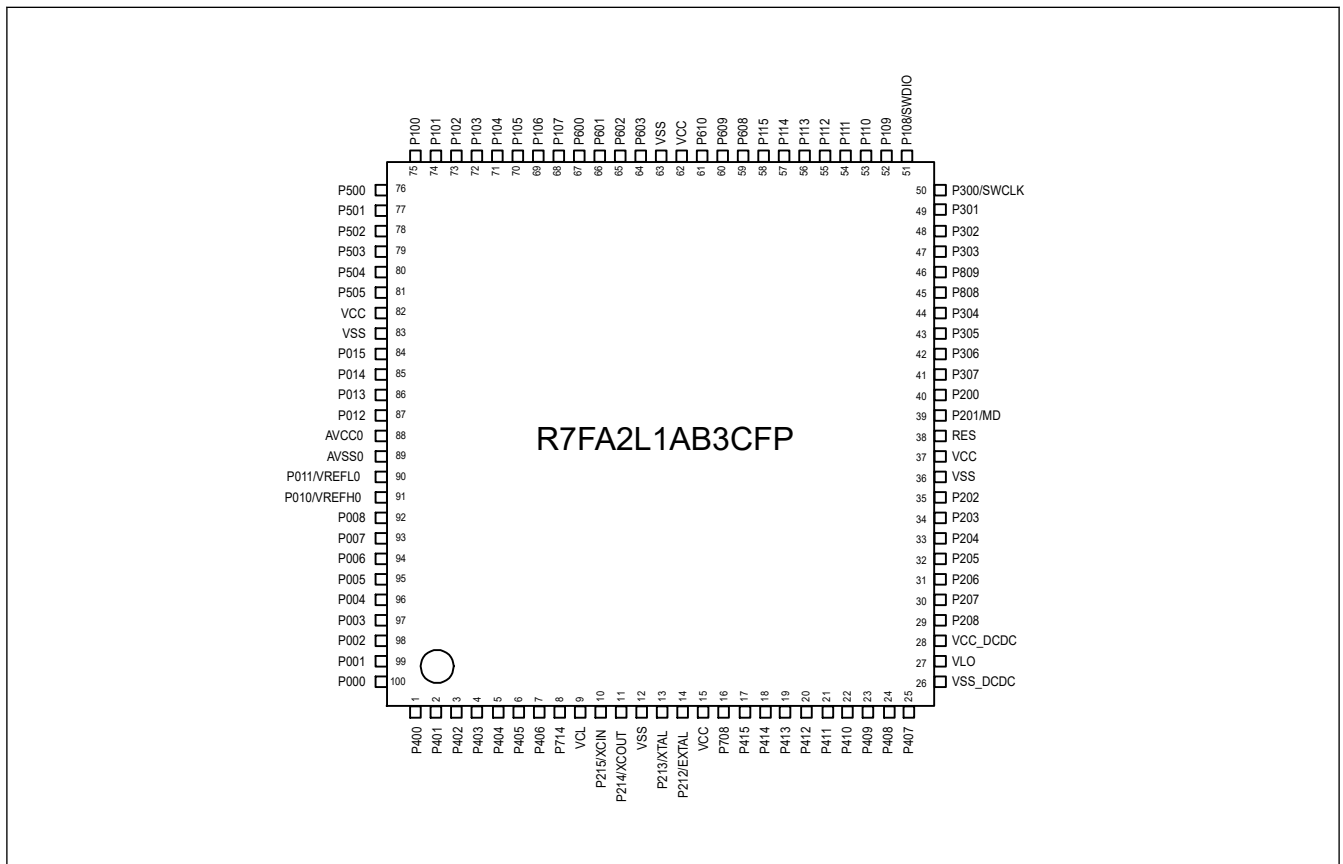 P100
P101
P102
P103
P104
P105
P106
P107
P600
P601
P602
P603
VSS
VCC
P610
P609
P608
P115
P114
P113
P112
P111
P110
P109
P108/SWDIO
75
74
73
72
71
70
69
68
67
66
65
64
63
62
61
60
59
58
57
56
55
54
53
52
51
P500 76
P501 77
P502 78
P503 79
P504 80
P505 81
VCC 82
VSS 83
P015 84
P014 85
P013 86
P012 87
AVCC0 88
AVSS0 89
P011/VREFL0 90
P010/VREFH0 91
P008 92
P007 93
P006 94
P005 95
P004 96
P003 97
P002 98
P001 99
P000 100
R7FA2L1AB3CFP
50 P300/SWCLK
49 P301
48 P302
47 P303
46 P809
45 P808
44 P304
43 P305
42 P306
41 P307
40 P200
39 P201/MD
38 RES
37 VCC
36 VSS
35 P202
34 P203
33 P204
32 P205
31 P206
30 P207
29 P208
28 VCC_DCDC
27 VLO
26 VSS_DCDC
1
2
3
4
5
6
7
8
9
10
11
12
13
14
15
16
17
18
19
20
21
22
23
24
25
P400
P401
P402
P403
P404
P405
P406
P714
VCL
P215/XCIN
P214/XCOUT
VSS
P213/XTAL
P212/EXTAL
VCC
P708
P415
P414
P413
P412
P411
P410
P409
P408
P407